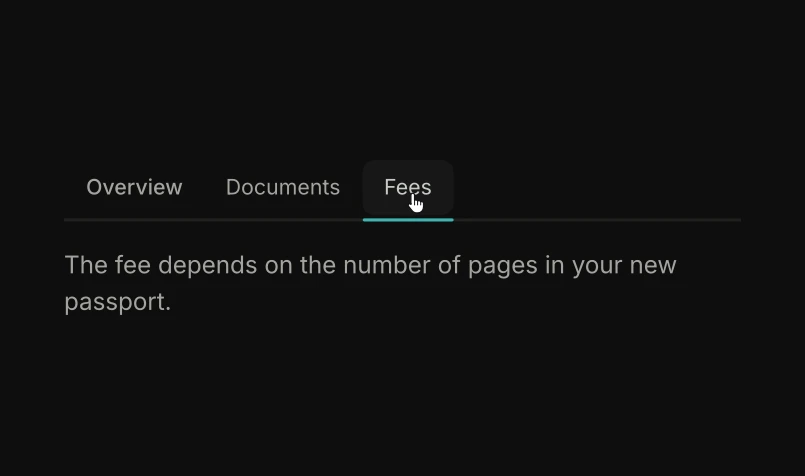 Overview Documents Fees
The fee depends on the number of pages in your new
passport.